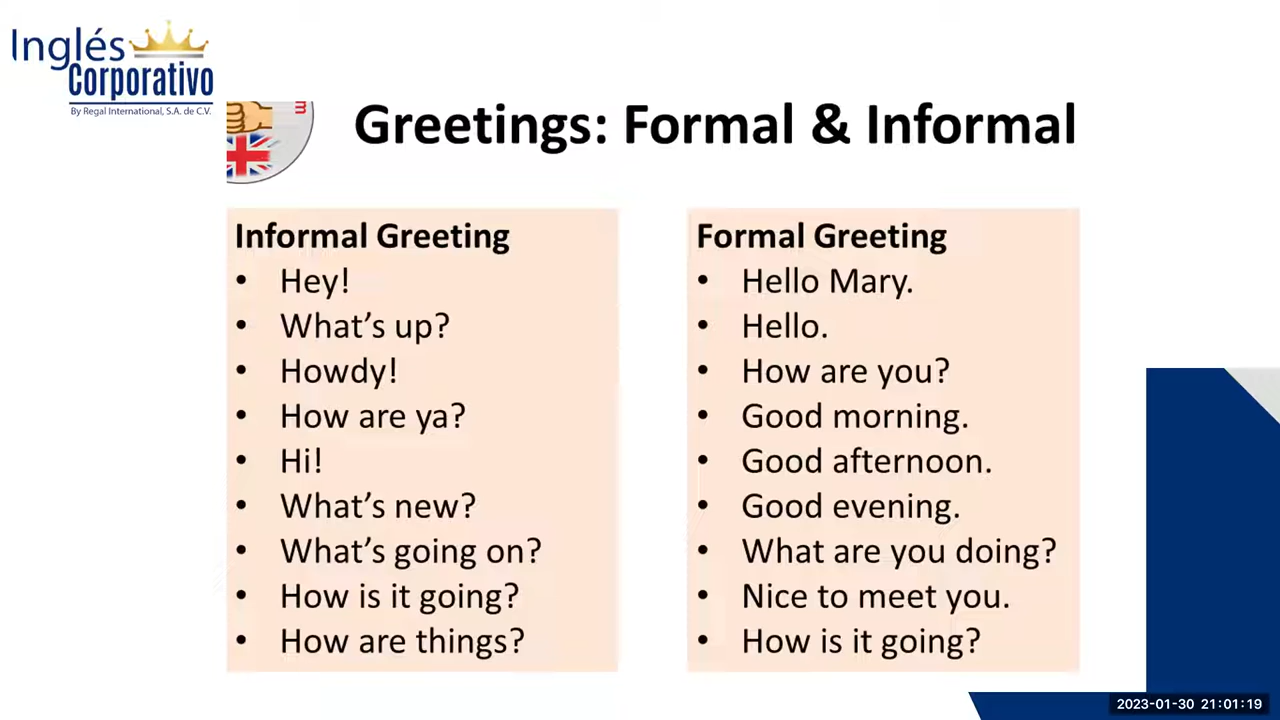 Inglés
Corporativo
By Regal International, S.A. de C.V.
m
Greetings: Formal & Informal
Informal Greeting
• Hey!
• What's up?
• Howdy!
• How are ya?
• Hi!
• What's new?
• What's going on?
• How is it going?
• How are things?
Formal Greeting
• Hello Mary.
• Hello.
• How are you?
• Good morning.
• Good afternoon.
• Good evening.
• What are you doing?
• Nice to meet you.
• How is it going?
2023-01-30 21:01:19